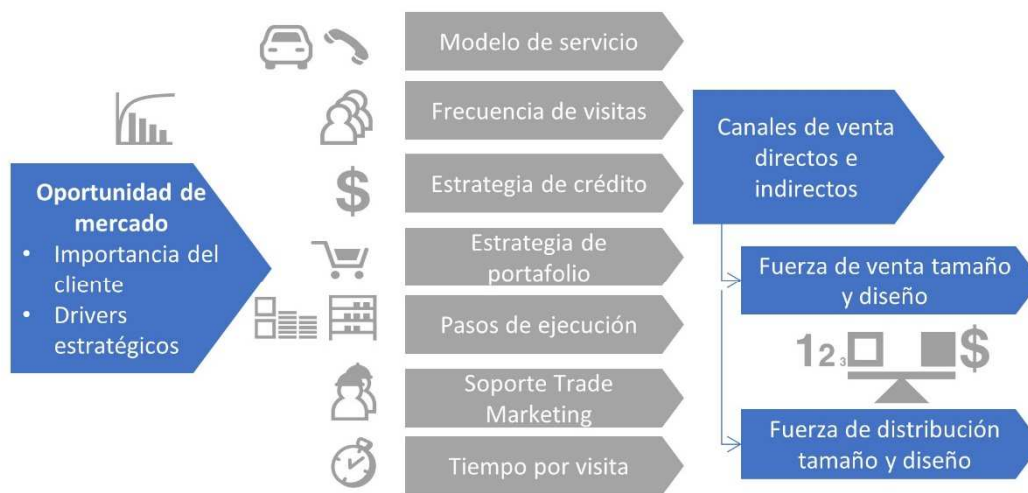 Oportunidad de
mercado
• Importancia del
cliente
• Drivers
estratégicos
$
Modelo de servicio
Frecuencia de visitas
Estrategia de crédito
Estrategia de
portafolio
Pasos de ejecución
Soporte Trade
Marketing
Tiempo por visita
Canales de venta
directos e
indirectos
Fuerza de venta tamaño
y diseño
123 $
Fuerza de distribución
tamaño y diseño